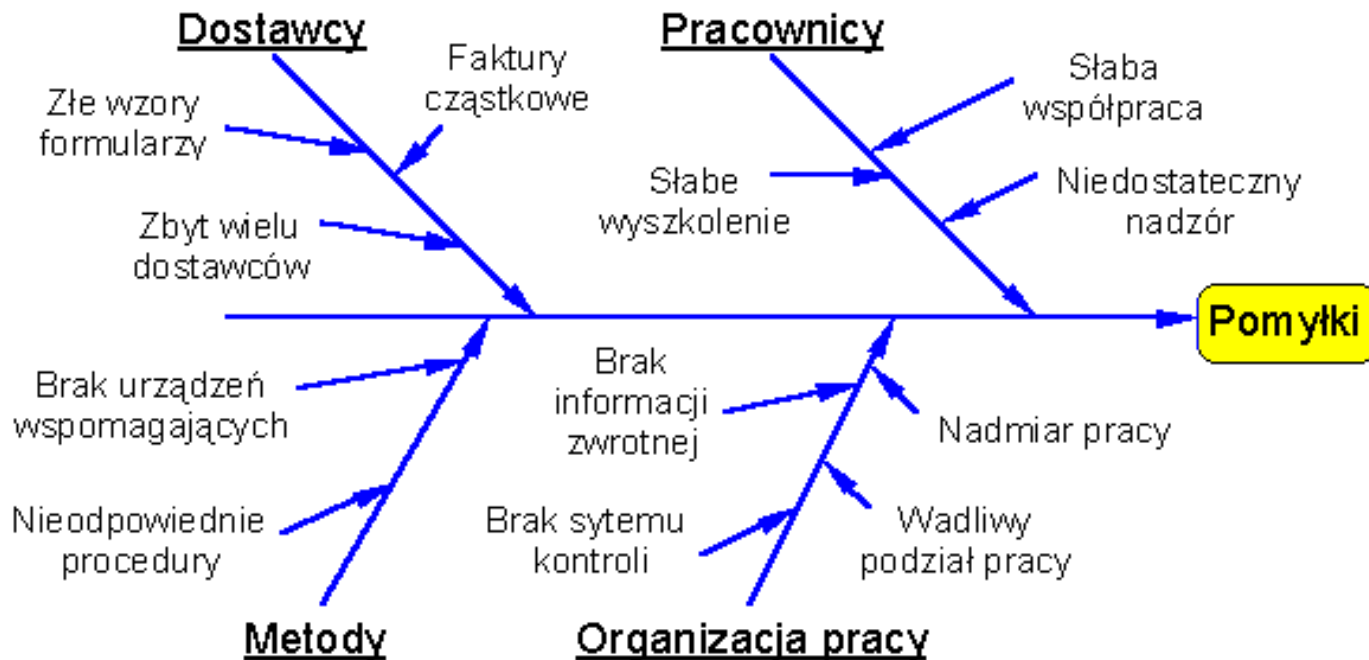 Dostawcy
Pracownicy
Faktury
cząstkowe
Złe wzory
formularzy
Zbyt wielu
dostawców
Słaba
współpraca
Słabe
wyszkolenie
Niedostateczny
nadzór
Pomyłki
Brak urządzeń
wspomagających
Nieodpowiednie
procedury
Brak
informacji
zwrotnej
Nadmiar pracy
Brak sytemu
kontroli
Wadliwy
podział pracy
Metody
Organizacja pracy